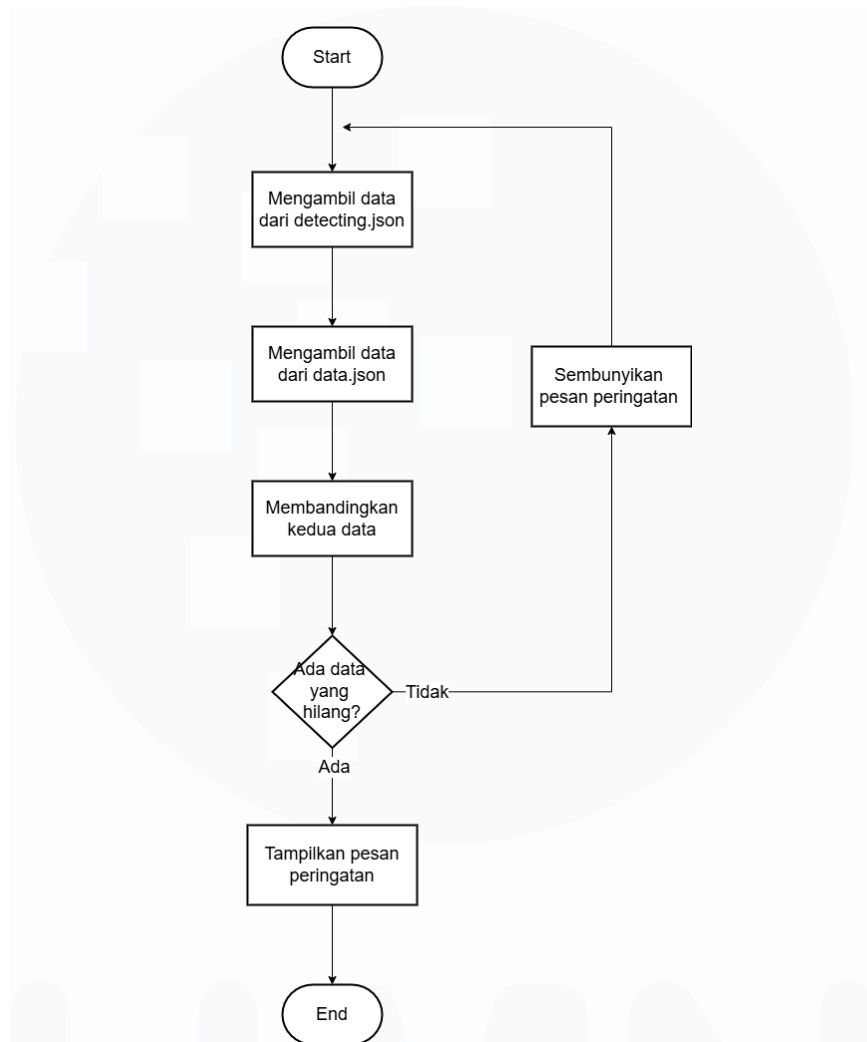 Start
Mengambil data
dari detecting.json
Mengambil data
dari data.json
Sembunyikan
pesan peringatan
Membandingkan
kedua data
Ada data
yang
hilang?
Tidak
Ada
Tampilkan pesan
peringatan
End